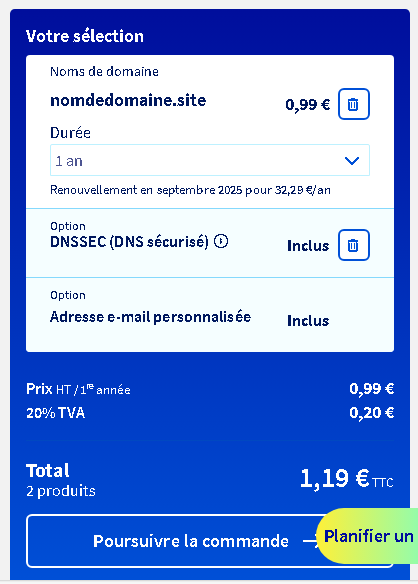 Votre sélection
Noms de domaine
nomdedomaine.site
0,99 €
Durée
1 an
Renouvellement en septembre 2025 pour 32,29 €/an
Option
DNSSEC (DNS sécurisé)
Inclus
Option
Adresse e-mail personnalisée
Inclus
Prix HT /1re année 0,99 €
20% TVA 0,20 €
Total
1,19 € TTC
2 produits
Poursuivre la commande →
Planifier un